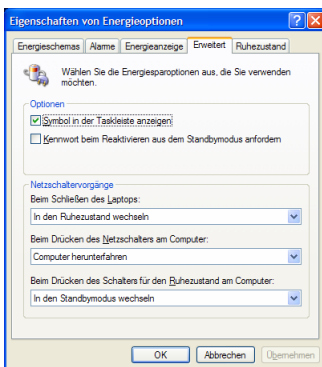 Eigenschaften von Energieoptionen
Energieschemas Alarme Energieanzeige Erweitert Ruhezustand
Wählen Sie die Energiesparoptionen aus, die Sie verwenden
möchten.
Optionen
Symbol in der Taskleiste anzeigen
Kennwort beim Reaktivieren aus dem Standbymodus anfordern
Netzschaltervorgänge
Beim Schließen des Laptops:
In den Ruhezustand wechseln
Beim Drücken des Netzschalters am Computer:
Computer herunterfahren
Beim Drücken des Schalters für den Ruhezustand am Computer:
In den Standbymodus wechseln
OK Abbrechen Übernehmen